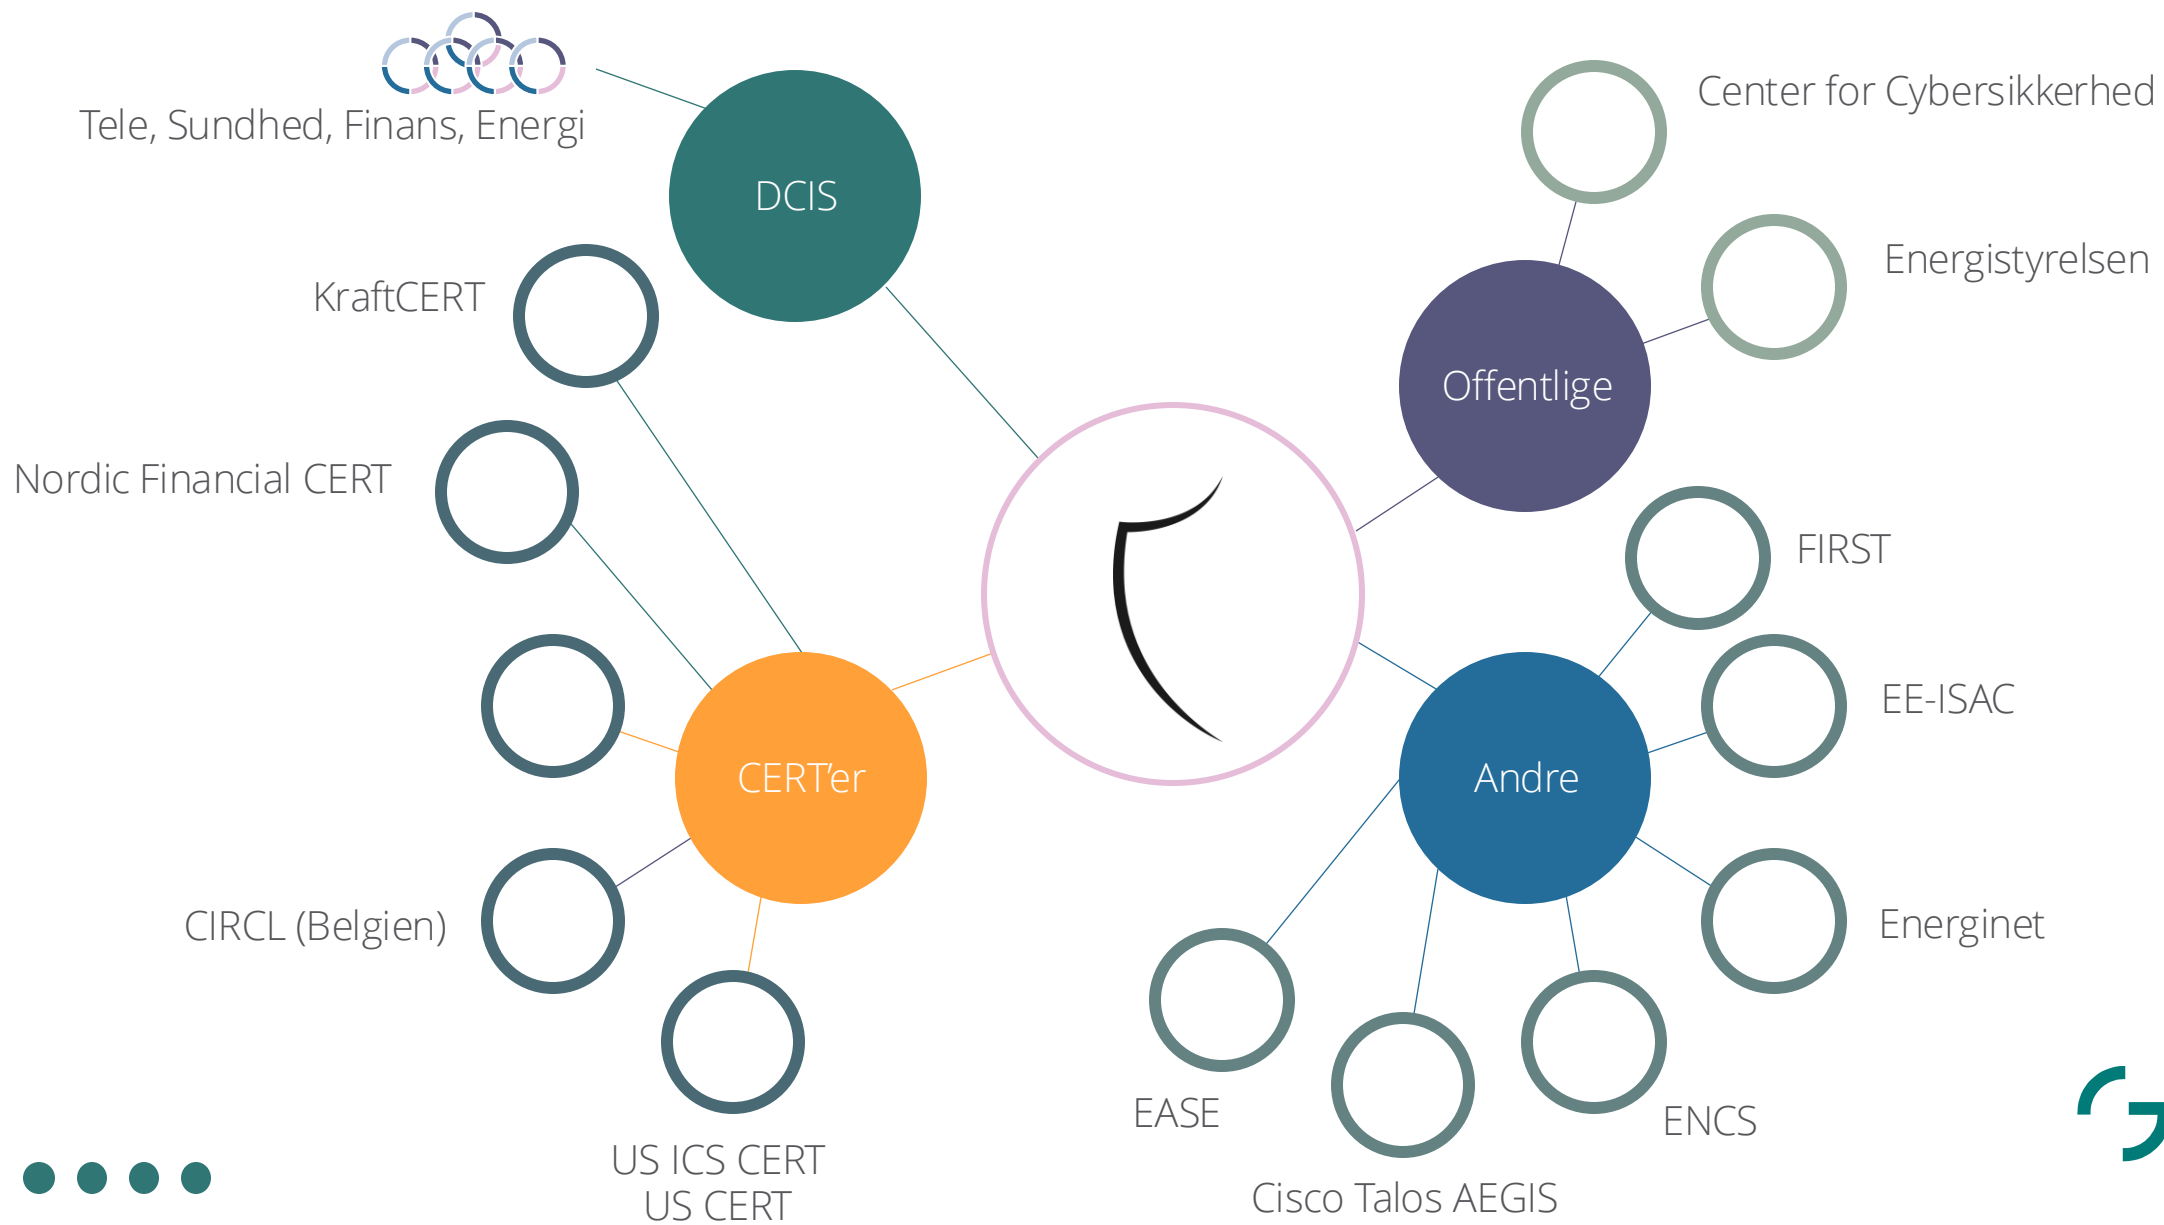 Tele, Sundhed, Finans, Energi
DCIS
KraftCERT
Nordic Financial CERT
CERT’er
CIRCL (Belgien)
US ICS CERT
US CERT
Center for Cybersikkerhed
Energistyrelsen
Offentlige
FIRST
EE-ISAC
Andre
Energinet
EASE
ENCS
Cisco Talos AEGIS